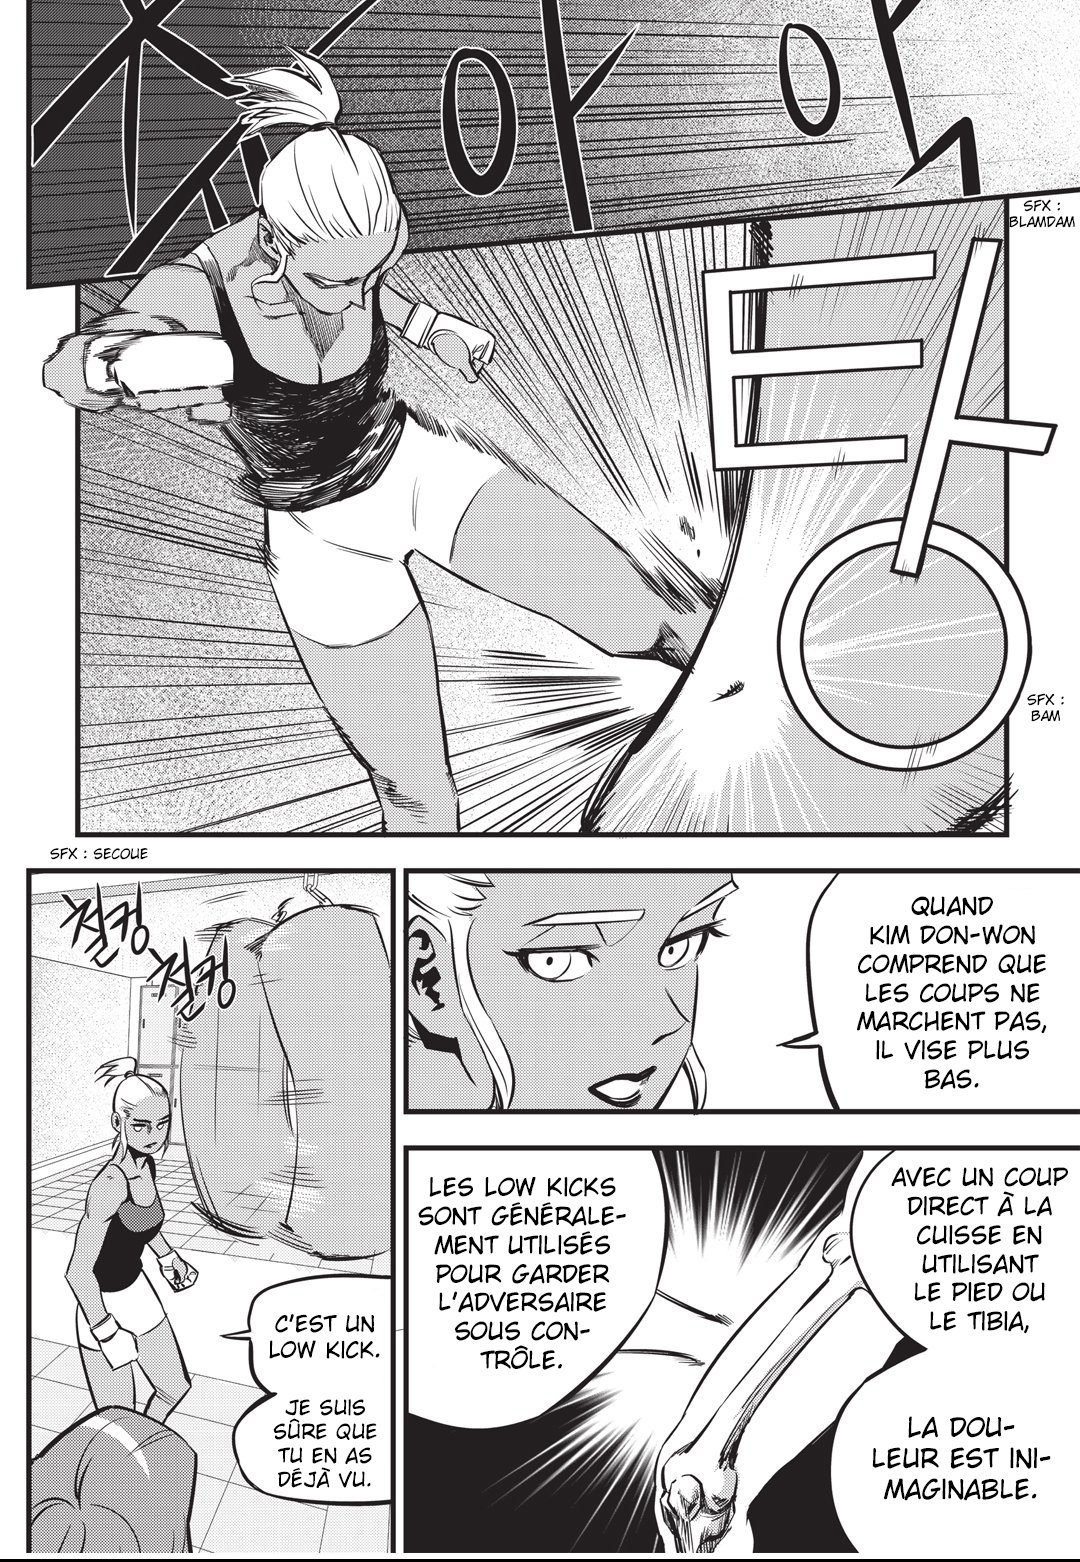 SFX :
BLAMDAM
탕
SFX :
BAM
SFX : SECOUE
철컹
철컹
C'EST UN
LOW KICK.
JE SUIS
SÛRE QUE
TU EN AS
DÉJÀ VU.
QUAND
KIM DON-WON
COMPREND QUE
LES COUPS NE
MARCHENT PAS,
IL VISE PLUS
BAS.
LES LOW KICKS
SONT GÉNÉRALE-
MENT UTILISÉS
POUR GARDER
L'ADVERSAIRE
SOUS CON-
TRÔLE.
AVEC UN COUP
DIRECT À LA
CUISSE EN
UTILISANT
LE PIED OU
LE TIBIA,
LA DOU-
LEUR EST INI-
MAGINABLE.